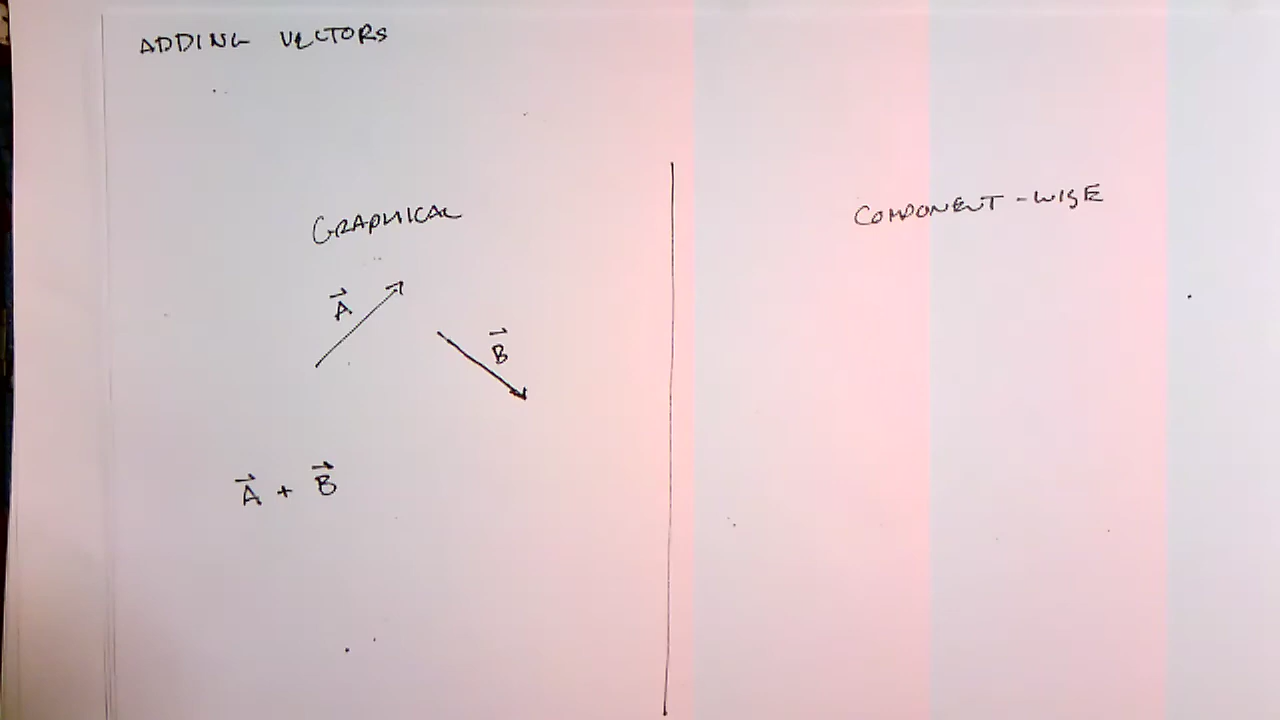 ADDING VECTORS
GRAPHICAL
COMPONENT-WISE
A⃗
B⃗
A⃗ + B⃗